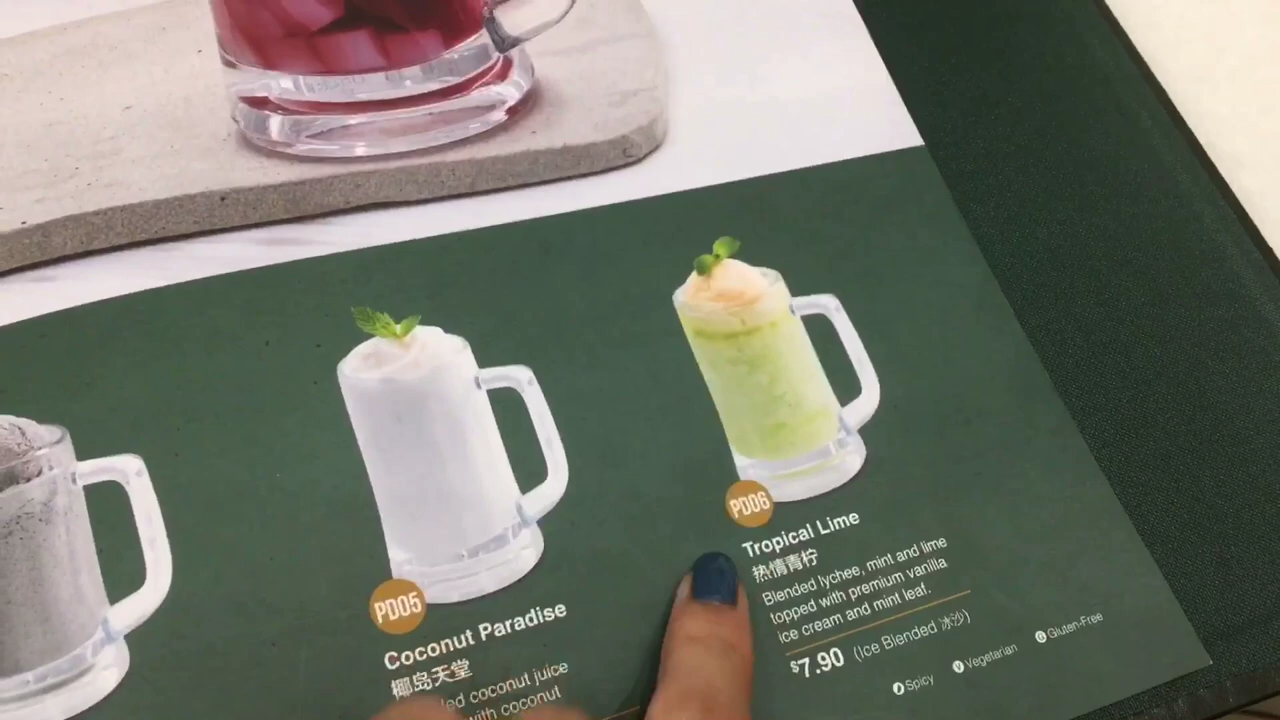 PD05
Coconut Paradise
椰岛天堂
coconut juice
with coconut
PD06
Tropical Lime
热情青柠
Blended lychee, mint and lime
topped with premium vanilla
ice cream and mint leaf.
$7.90 (Ice Blended 冰沙)
Spicy Vegetarian Gluten-Free